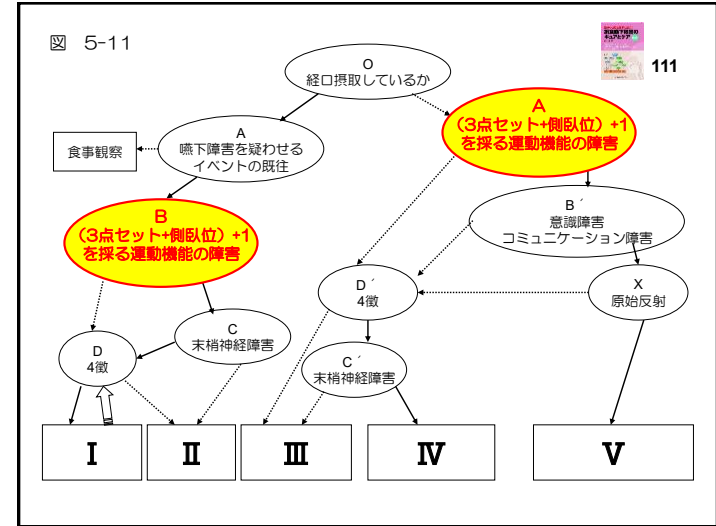 図 5-11
111
O
経口摂取しているか
A
(3点セット+側臥位)+1
を採る運動機能の障害
A
嚥下障害を疑わせる
イベントの既往
食事観察
B
(3点セット+側臥位)+1
を採る運動機能の障害
B´
意識障害
コミュニケーション障害
D´
4徴
X
原始反射
C
末梢神経障害
D
4徴
C´
末梢神経障害
Ⅰ
Ⅱ
Ⅲ
Ⅳ
Ⅴ